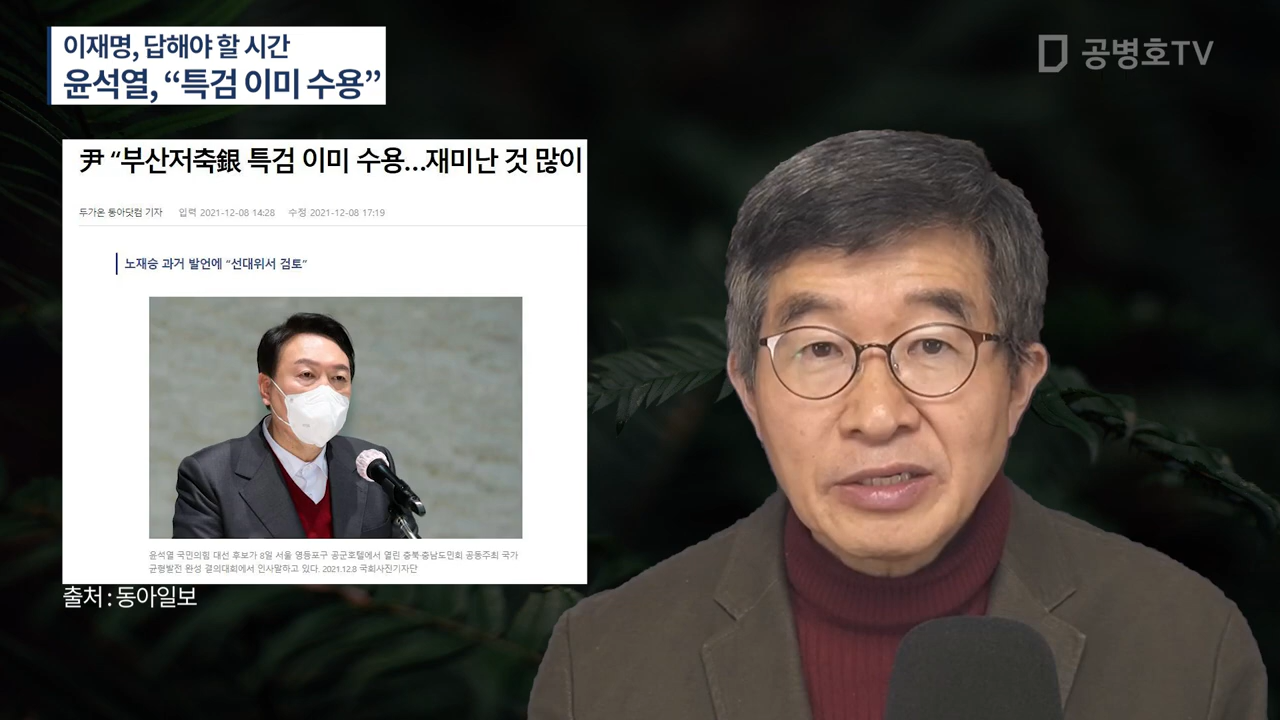 이재명, 답해야 할 시간
윤석열, “특검 이미 수용”
공병호TV
尹 “부산저축銀 특검 이미 수용…재미난 것 많이
두가온 동아닷컴 기자 입력 2021-12-08 14:28 수정 2021-12-08 17:19
노재승 과거 발언에 “선대위서 검토”
윤석열 국민의힘 대선 후보가 8일 서울 영등포구 공군호텔에서 열린 충북·충남도민회 공동주최 국가
균형발전 완성 결의대회에서 인사말하고 있다. 2021.12.8 국회사진기자단
출처 : 동아일보